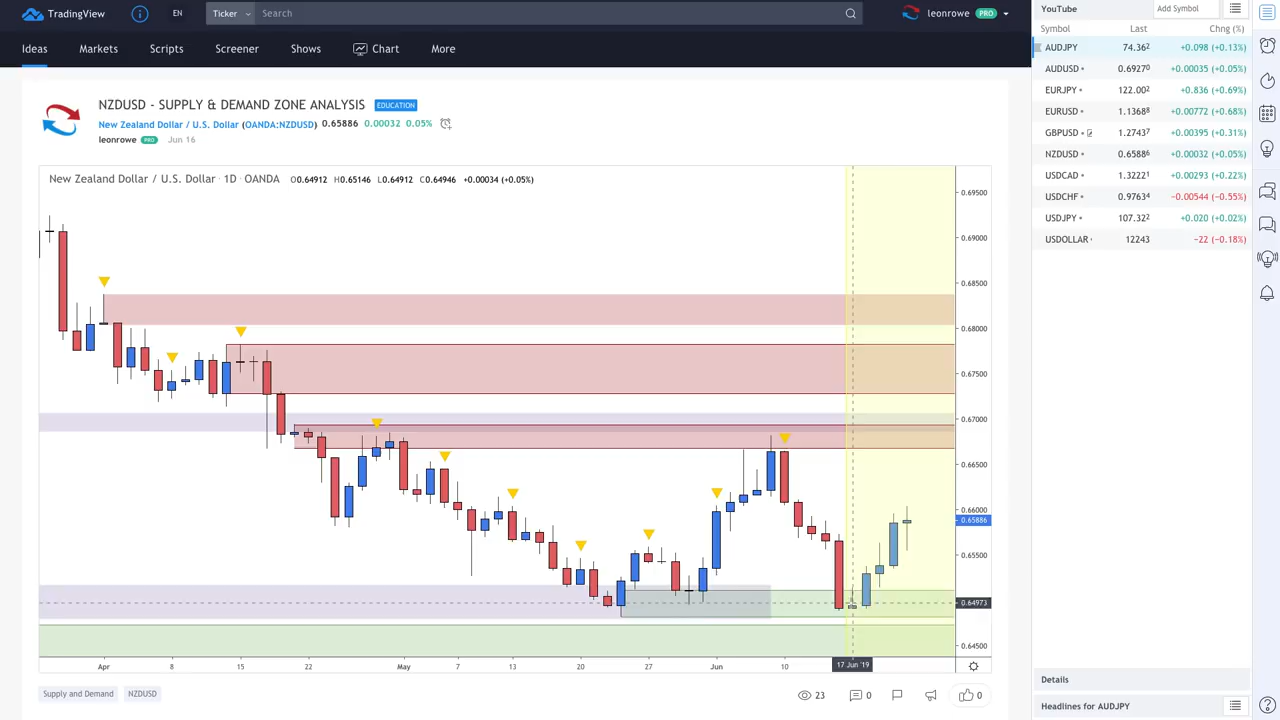 TradingView EN Ticker Search leonrowe PRO
Ideas Markets Scripts Screener Shows Chart More
NZDUSD - SUPPLY & DEMAND ZONE ANALYSIS EDUCATION
New Zealand Dollar / U.S. Dollar (OANDA:NZDUSD) 0.65886 0.00032 0.05%
leonrowe PRO Jun 16
New Zealand Dollar / U.S. Dollar · 1D · OANDA O0.64912 H0.65146 L0.64912 C0.64946 +0.00034 (+0.05%)
0.69500
0.69000
0.68500
0.68000
0.67500
0.67000
0.66500
0.66000
0.65886
0.65500
0.64973
0.64500
Apr 8 15 22 May 7 13 20 27 Jun 10 17 Jun '19
Supply and Demand NZDUSD 23 0 0
YouTube Add Symbol
Symbol Last Chng (%)
AUDJPY 74.362 +0.098 (+0.13%)
AUDUSD 0.69270 +0.00035 (+0.05%)
EURJPY 122.002 +0.836 (+0.69%)
EURUSD 1.13688 +0.00772 (+0.68%)
GBPUSD 1.27437 +0.00395 (+0.31%)
NZDUSD 0.65886 +0.00032 (+0.05%)
USDCAD 1.32221 +0.00293 (+0.22%)
USDCHF 0.97634 −0.00544 (−0.55%)
USDJPY 107.322 +0.020 (+0.02%)
USDOLLAR 12243 −22 (−0.18%)
Details
Headlines for AUDJPY